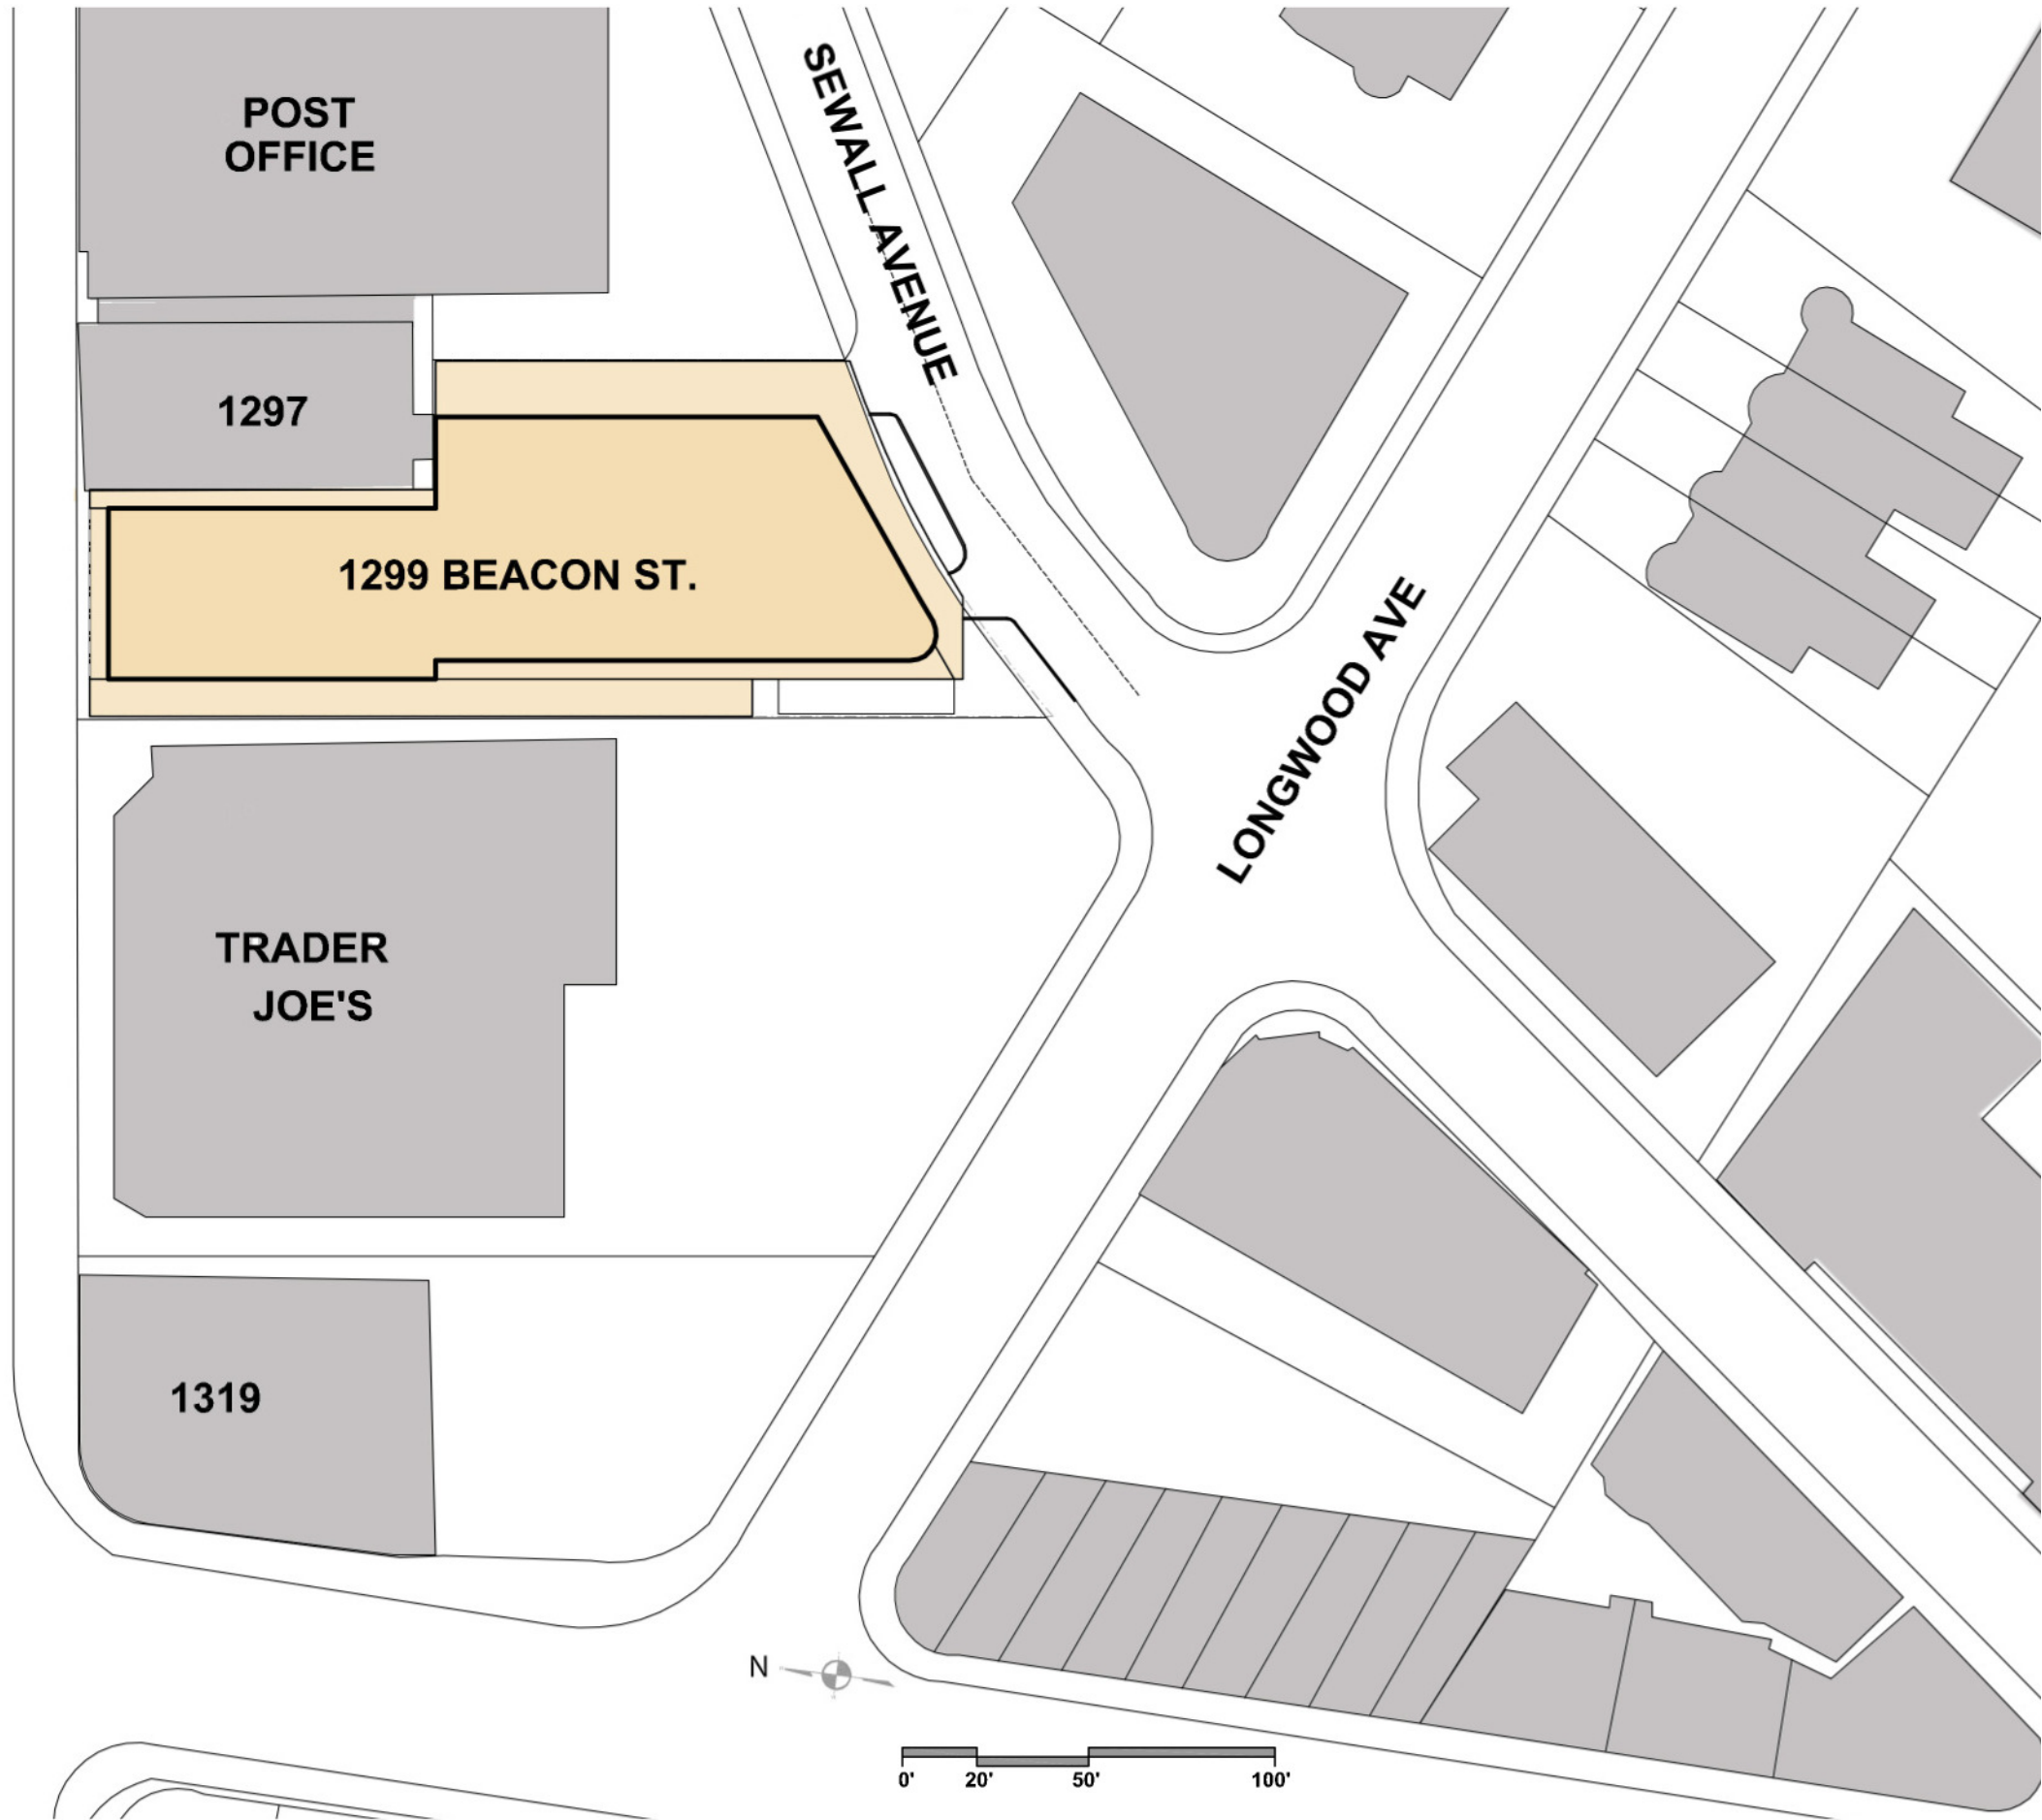 POST
OFFICE
SEWALL AVENUE
1297
1299 BEACON ST.
LONGWOOD AVE
TRADER
JOE'S
1319
N
0' 20' 50' 100'